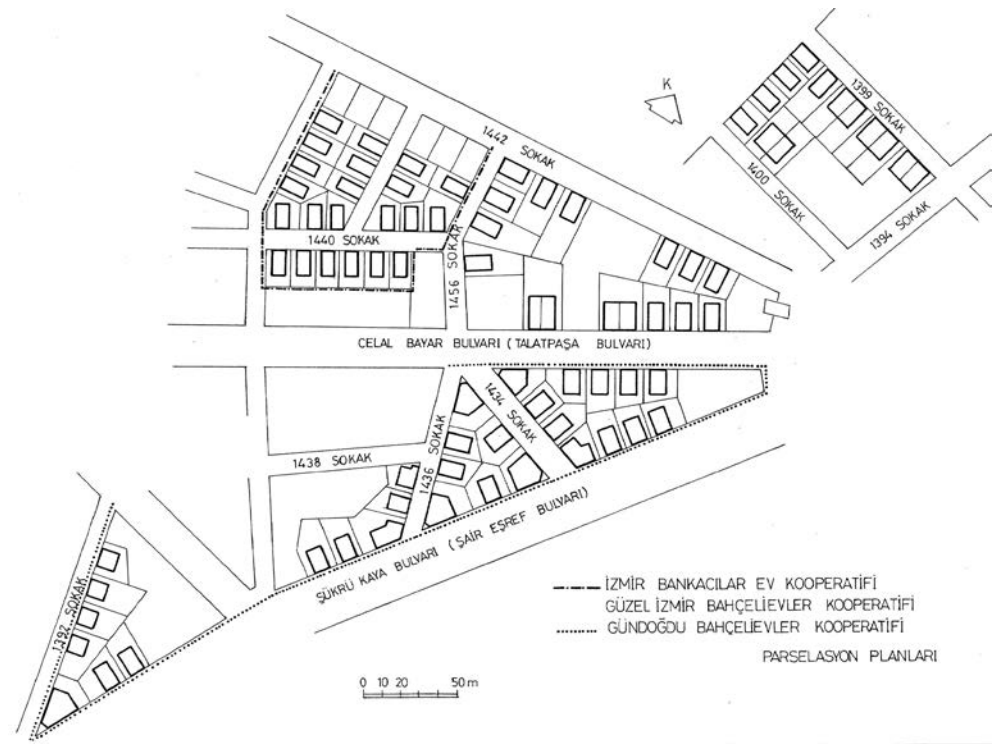 K
1399 SOKAK
1442 SOKAK
1400 SOKAK
1394 SOKAK
1440 SOKAK
1456 SOKAK
CELAL BAYAR BULVARI (TALATPAŞA BULVARI)
1434 SOKAK
1436 SOKAK
1438 SOKAK
ŞÜKRÜ KAYA BULVARI (ŞAİR EŞREF BULVARI)
1392 SOKAK
İZMİR BANKACILAR EV KOOPERATİFİ
GÜZEL İZMİR BAHÇELİEVLER KOOPERATİFİ
GÜNDOĞDU BAHÇELİEVLER KOOPERATİFİ
PARSELASYON PLANLARI
0 10 20 50 m